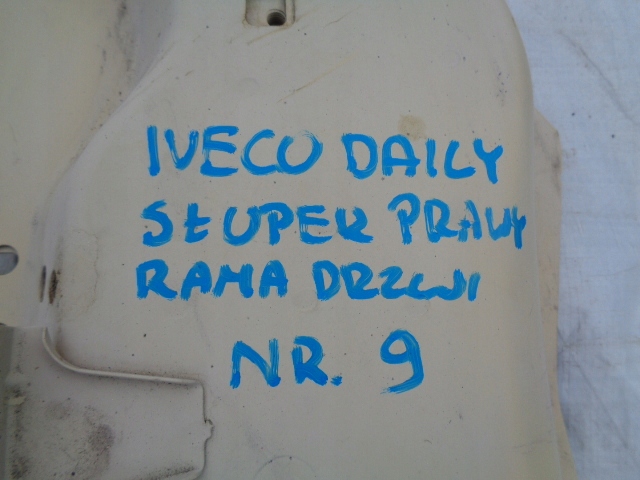 IVECO DAILY
SŁUPEK PRAWY
RAMA DRZWI
NR. 9